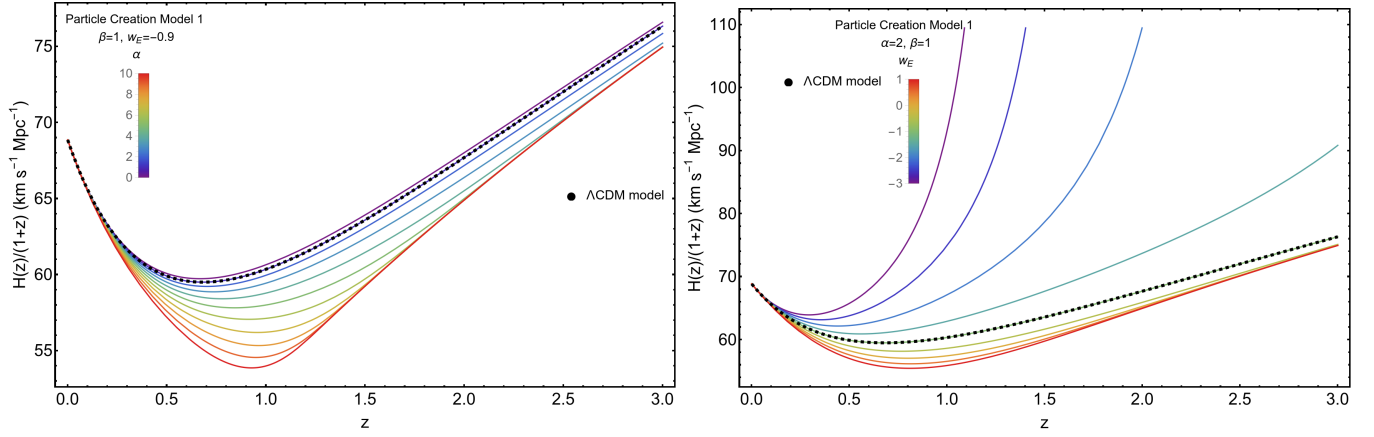 Particle Creation Model 1
β=1, w_E=−0.9
α
10
8
6
4
2
0
ΛCDM model
75
70
65
60
55
H(z)/(1+z) (km s⁻¹ Mpc⁻¹)
0.0 0.5 1.0 1.5 2.0 2.5 3.0
z
Particle Creation Model 1
α=2, β=1
w_E
1
0
−1
−2
−3
ΛCDM model
110
100
90
80
70
60
H(z)/(1+z) (km s⁻¹ Mpc⁻¹)
0.0 0.5 1.0 1.5 2.0 2.5 3.0
z